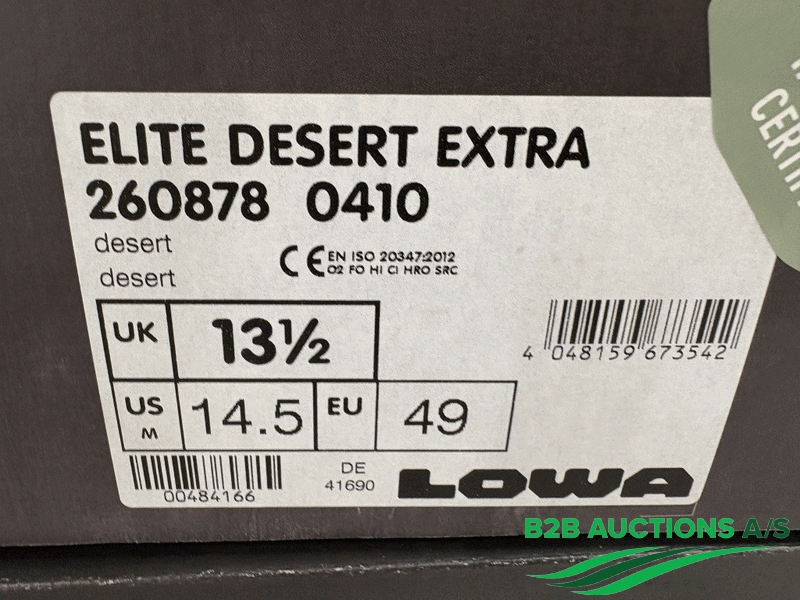 ELITE DESERT EXTRA
260878 0410
desert
desert
CE EN ISO 20347:2012
O2 FO HI CI HRO SRC
UK 13½
4 048159 673542
US M 14.5 EU 49
00484166
DE
41690
LOWA
B2B AUCTIONS A/S